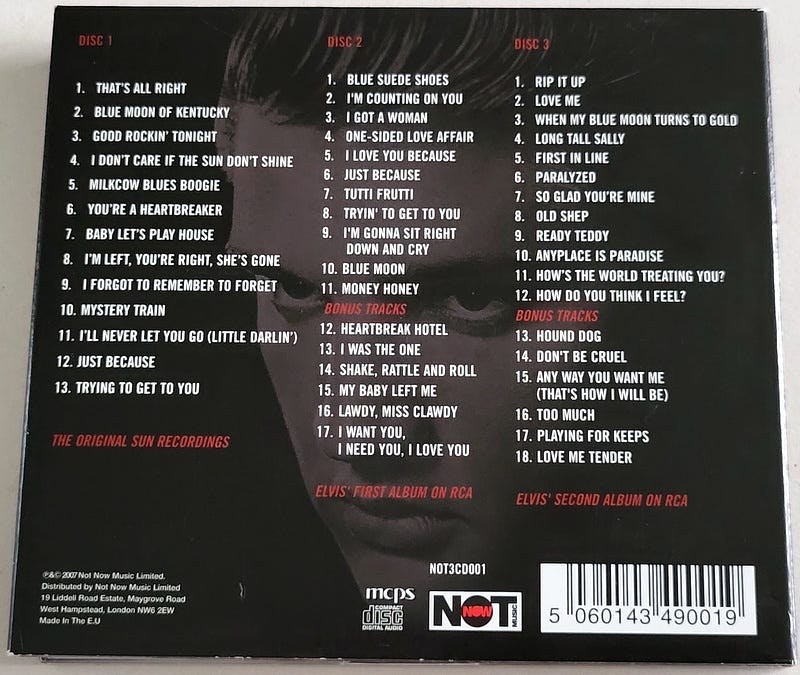 DISC 1
1. THAT'S ALL RIGHT
2. BLUE MOON OF KENTUCKY
3. GOOD ROCKIN' TONIGHT
4. I DON'T CARE IF THE SUN DON'T SHINE
5. MILKCOW BLUES BOOGIE
6. YOU'RE A HEARTBREAKER
7. BABY LET'S PLAY HOUSE
8. I'M LEFT, YOU'RE RIGHT, SHE'S GONE
9. I FORGOT TO REMEMBER TO FORGET
10. MYSTERY TRAIN
11. I'LL NEVER LET YOU GO (LITTLE DARLIN')
12. JUST BECAUSE
13. TRYING TO GET TO YOU
THE ORIGINAL SUN RECORDINGS
DISC 2
1. BLUE SUEDE SHOES
2. I'M COUNTING ON YOU
3. I GOT A WOMAN
4. ONE-SIDED LOVE AFFAIR
5. I LOVE YOU BECAUSE
6. JUST BECAUSE
7. TUTTI FRUTTI
8. TRYIN' TO GET TO YOU
9. I'M GONNA SIT RIGHT
DOWN AND CRY
10. BLUE MOON
11. MONEY HONEY
BONUS TRACKS
12. HEARTBREAK HOTEL
13. I WAS THE ONE
14. SHAKE, RATTLE AND ROLL
15. MY BABY LEFT ME
16. LAWDY, MISS CLAWDY
17. I WANT YOU,
I NEED YOU, I LOVE YOU
ELVIS' FIRST ALBUM ON RCA
DISC 3
1. RIP IT UP
2. LOVE ME
3. WHEN MY BLUE MOON TURNS TO GOLD
4. LONG TALL SALLY
5. FIRST IN LINE
6. PARALYZED
7. SO GLAD YOU'RE MINE
8. OLD SHEP
9. READY TEDDY
10. ANYPLACE IS PARADISE
11. HOW'S THE WORLD TREATING YOU?
12. HOW DO YOU THINK I FEEL?
BONUS TRACKS
13. HOUND DOG
14. DON'T BE CRUEL
15. ANY WAY YOU WANT ME
(THAT'S HOW I WILL BE)
16. TOO MUCH
17. PLAYING FOR KEEPS
18. LOVE ME TENDER
ELVIS' SECOND ALBUM ON RCA
℗&© 2007 Not Now Music Limited.
Distributed by Not Now Music Limited
19 Liddell Road Estate, Maygrove Road
West Hampstead, London NW6 2EW
Made In The E.U
NOT3CD001
mcps
COMPACT
disc
DIGITAL AUDIO
NOT
NOW
MUSIC
5 060143 490019